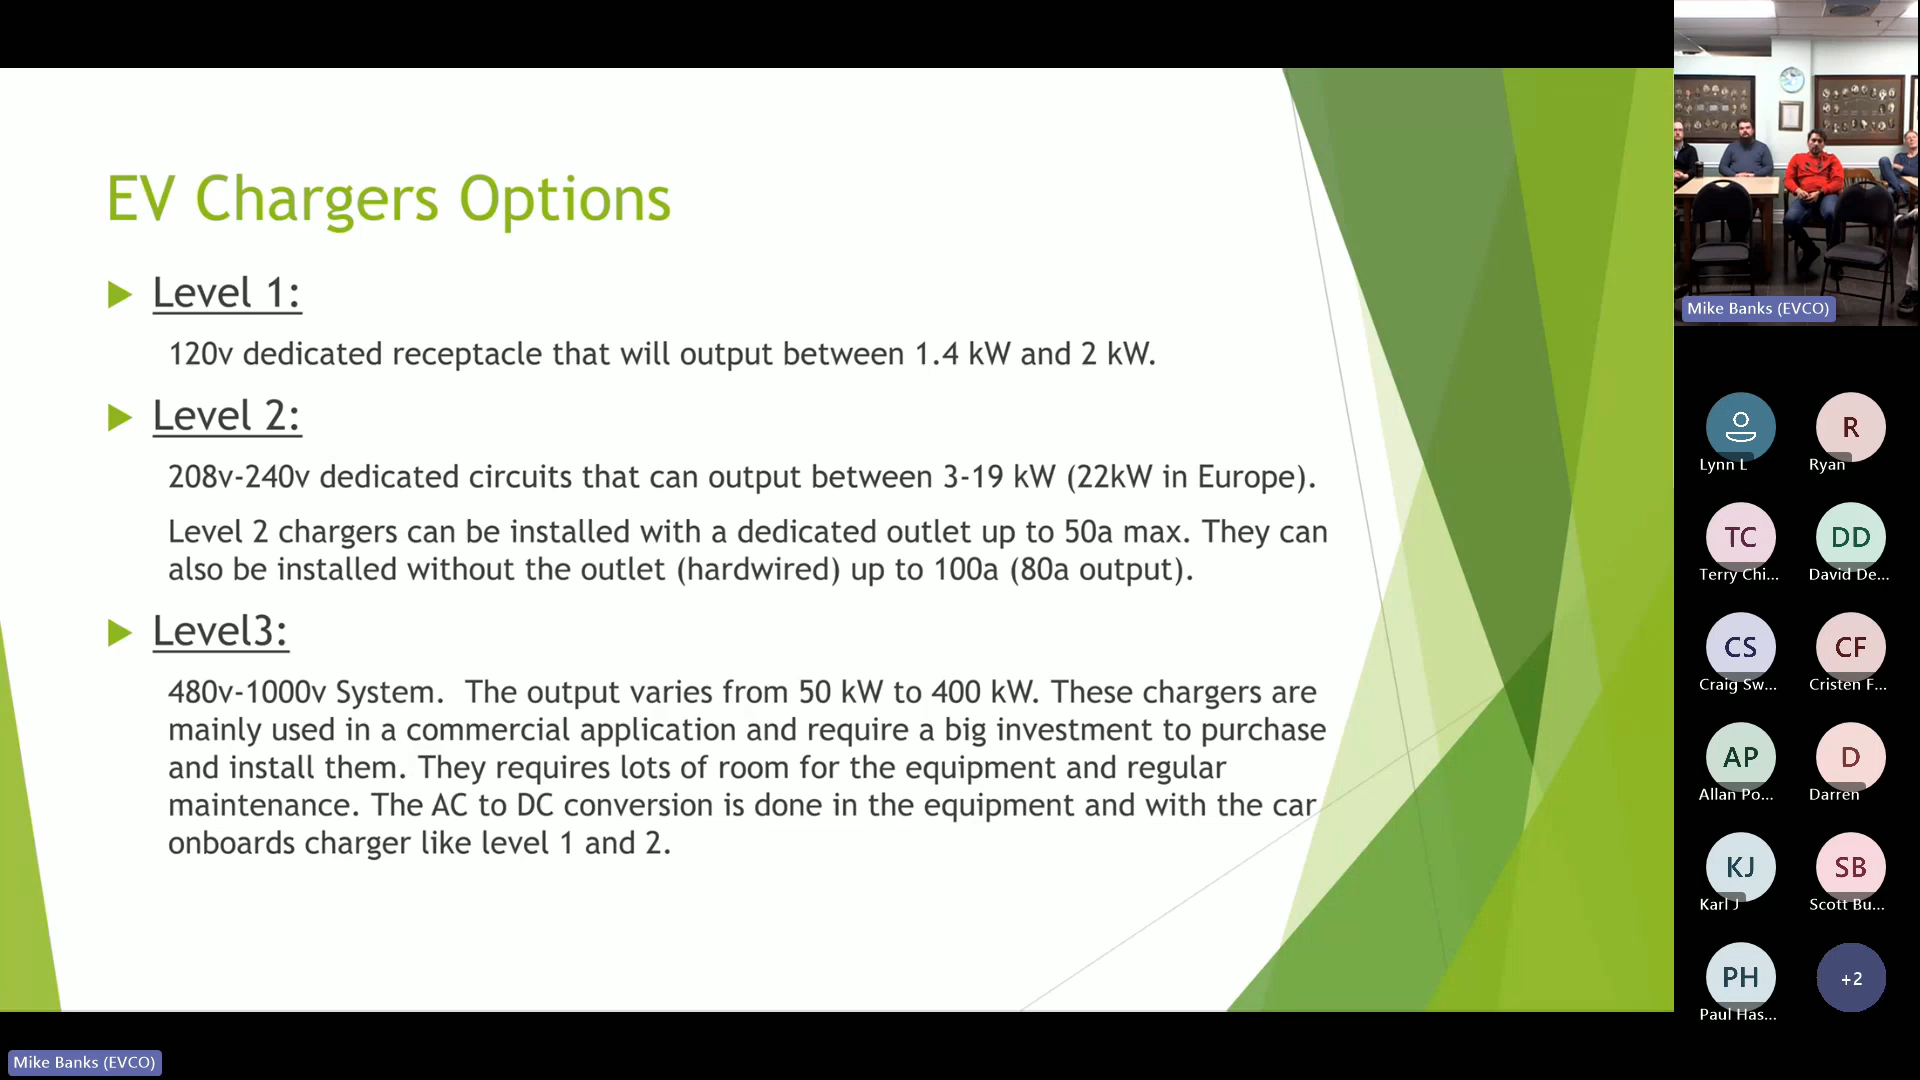 EV Chargers Options
Level 1:
120v dedicated receptacle that will output between 1.4 kW and 2 kW.
Level 2:
208v-240v dedicated circuits that can output between 3-19 kW (22kW in Europe).
Level 2 chargers can be installed with a dedicated outlet up to 50a max. They can
also be installed without the outlet (hardwired) up to 100a (80a output).
Level3:
480v-1000v System.  The output varies from 50 kW to 400 kW. These chargers are
mainly used in a commercial application and require a big investment to purchase
and install them. They requires lots of room for the equipment and regular
maintenance. The AC to DC conversion is done in the equipment and with the car
onboards charger like level 1 and 2.
Mike Banks (EVCO)
Mike Banks (EVCO)
Lynn L
R
Ryan
TC
Terry Chi...
DD
David De...
CS
Craig Sw...
CF
Cristen F...
AP
Allan Po...
D
Darren
KJ
Karl J
SB
Scott Bu...
PH
Paul Has...
+2